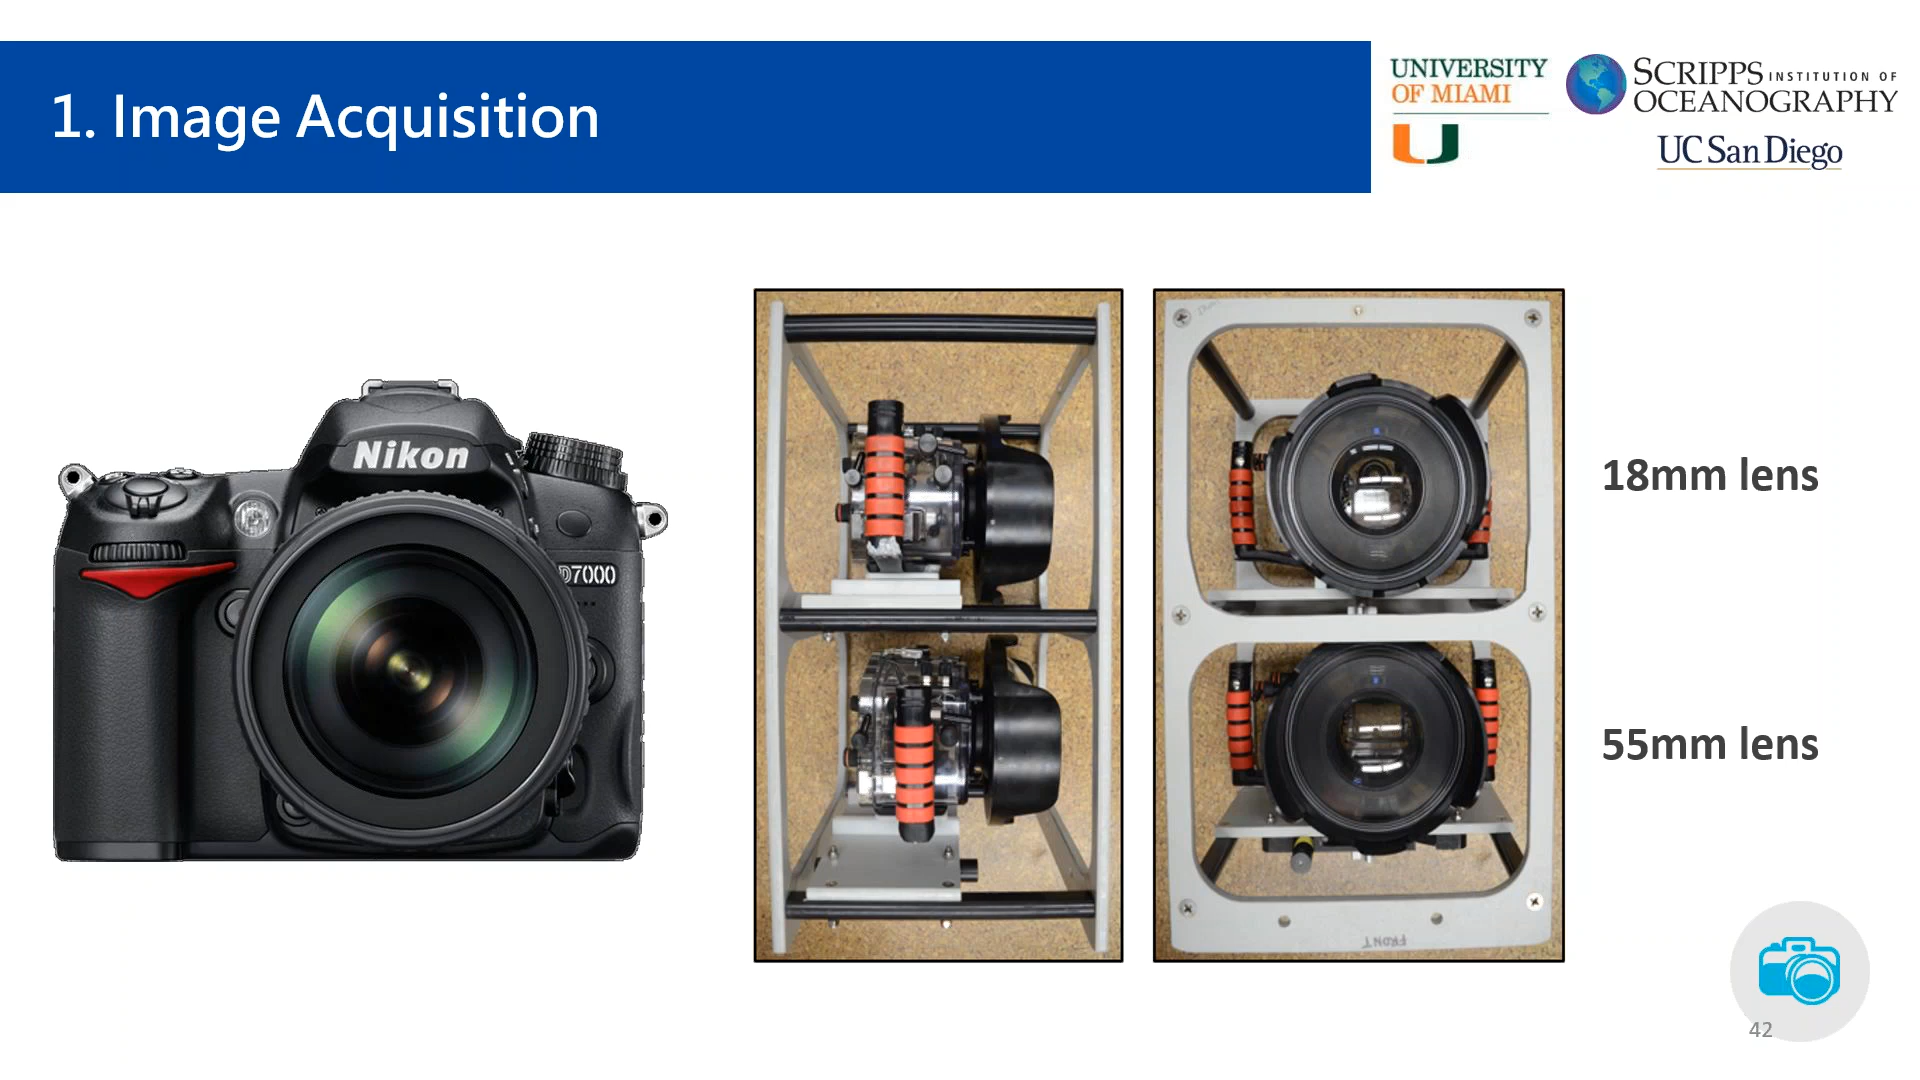 1. Image Acquisition
UNIVERSITY
OF MIAMI
SCRIPPS INSTITUTION OF
OCEANOGRAPHY
UC San Diego
Nikon
D7000
18mm lens
55mm lens
FRONT
42